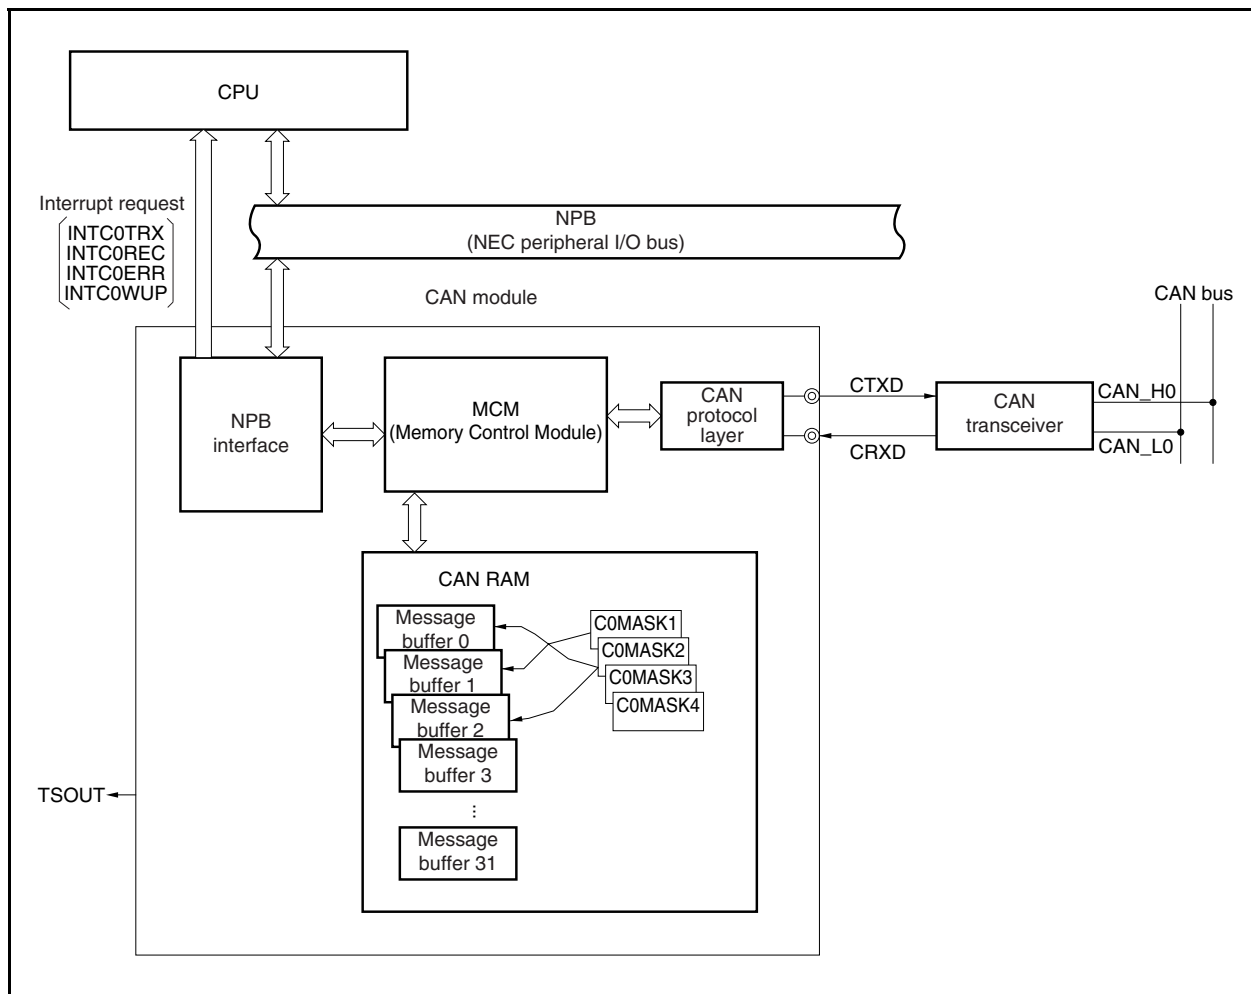 CPU
Interrupt request
INTC0TRX
INTC0REC
INTC0ERR
INTC0WUP
NPB
(NEC peripheral I/O bus)
CAN module
CAN bus
NPB
interface
MCM
(Memory Control Module)
CAN
protocol
layer
CTXD
CRXD
CAN
transceiver
CAN_H0
CAN_L0
CAN RAM
Message
buffer 0
Message
buffer 1
Message
buffer 2
Message
buffer 3
...
Message
buffer 31
C0MASK1
C0MASK2
C0MASK3
C0MASK4
TSOUT